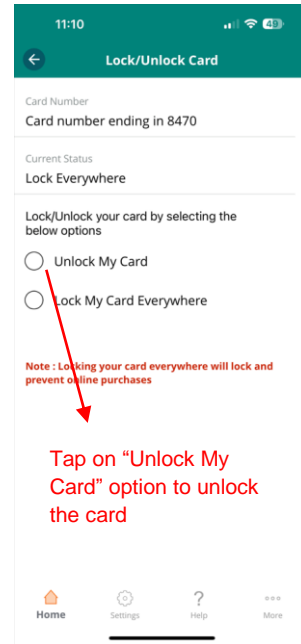 11:10
49
Lock/Unlock Card
Card Number
Card number ending in 8470
Current Status
Lock Everywhere
Lock/Unlock your card by selecting the
below options
Unlock My Card
Lock My Card Everywhere
Note : Locking your card everywhere will lock and
prevent online purchases
Tap on “Unlock My
Card” option to unlock
the card
Home Settings Help More